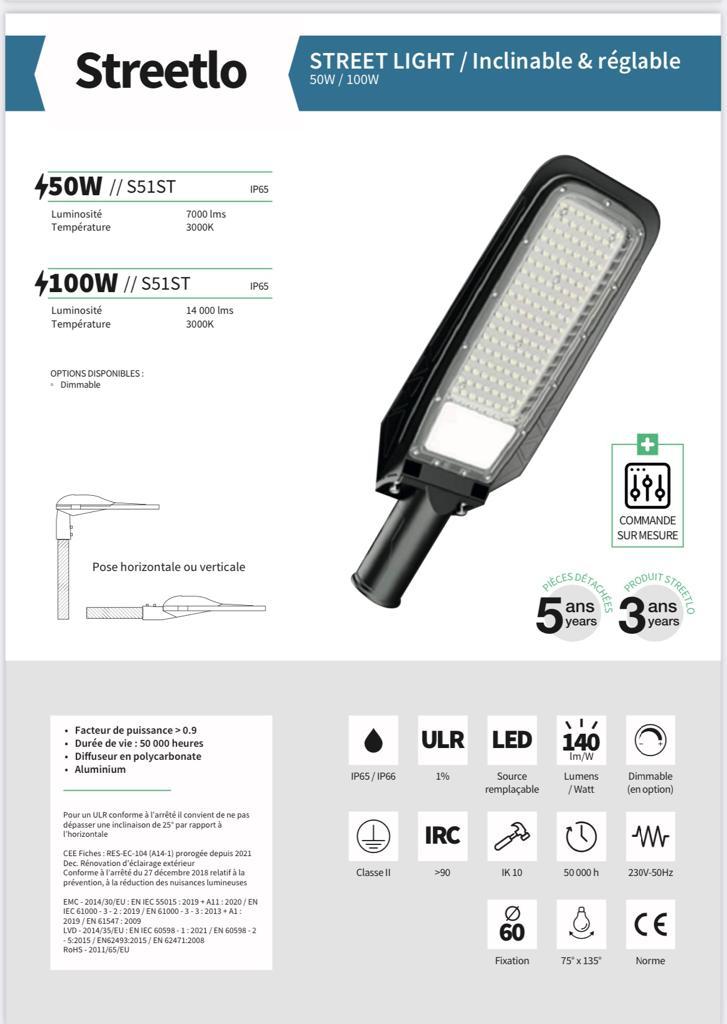 Streetlo
STREET LIGHT / Inclinable & réglable
50W / 100W
50W // S51ST IP65
Luminosité 7000 lms
Température 3000K
100W // S51ST IP65
Luminosité 14 000 lms
Température 3000K
OPTIONS DISPONIBLES :
◦ Dimmable
COMMANDE
SUR MESURE
Pose horizontale ou verticale
PIÈCES DÉTACHÉES
5 ans
years
PRODUIT STREETLO
3 ans
years
• Facteur de puissance > 0.9
• Durée de vie : 50 000 heures
• Diffuseur en polycarbonate
• Aluminium
Pour un ULR conforme à l'arrêté il convient de ne pas
dépasser une inclinaison de 25° par rapport à
l'horizontale
CEE Fiches : RES-EC-104 (A14-1) prorogée depuis 2021
Dec. Rénovation d'éclairage extérieur
Conforme à l'arrêté du 27 décembre 2018 relatif à la
prévention, à la réduction des nuisances lumineuses
EMC - 2014/30/EU : EN IEC 55015 : 2019 + A11 : 2020 / EN
IEC 61000 - 3 - 2 : 2019 / EN 61000 - 3 - 3 : 2013 + A1 :
2019 / EN 61547 : 2009
LVD - 2014/35/EU : EN IEC 60598 - 1 : 2021 / EN 60598 - 2
- 5:2015 / EN62493:2015 / EN 62471:2008
RoHS - 2011/65/EU
ULR LED 140
lm/W
IP65 / IP66 1% Source Lumens Dimmable
remplaçable / Watt (en option)
IRC
Classe II >90 IK 10 50 000 h 230V-50Hz
Ø
60 CE
Fixation 75° x 135° Norme